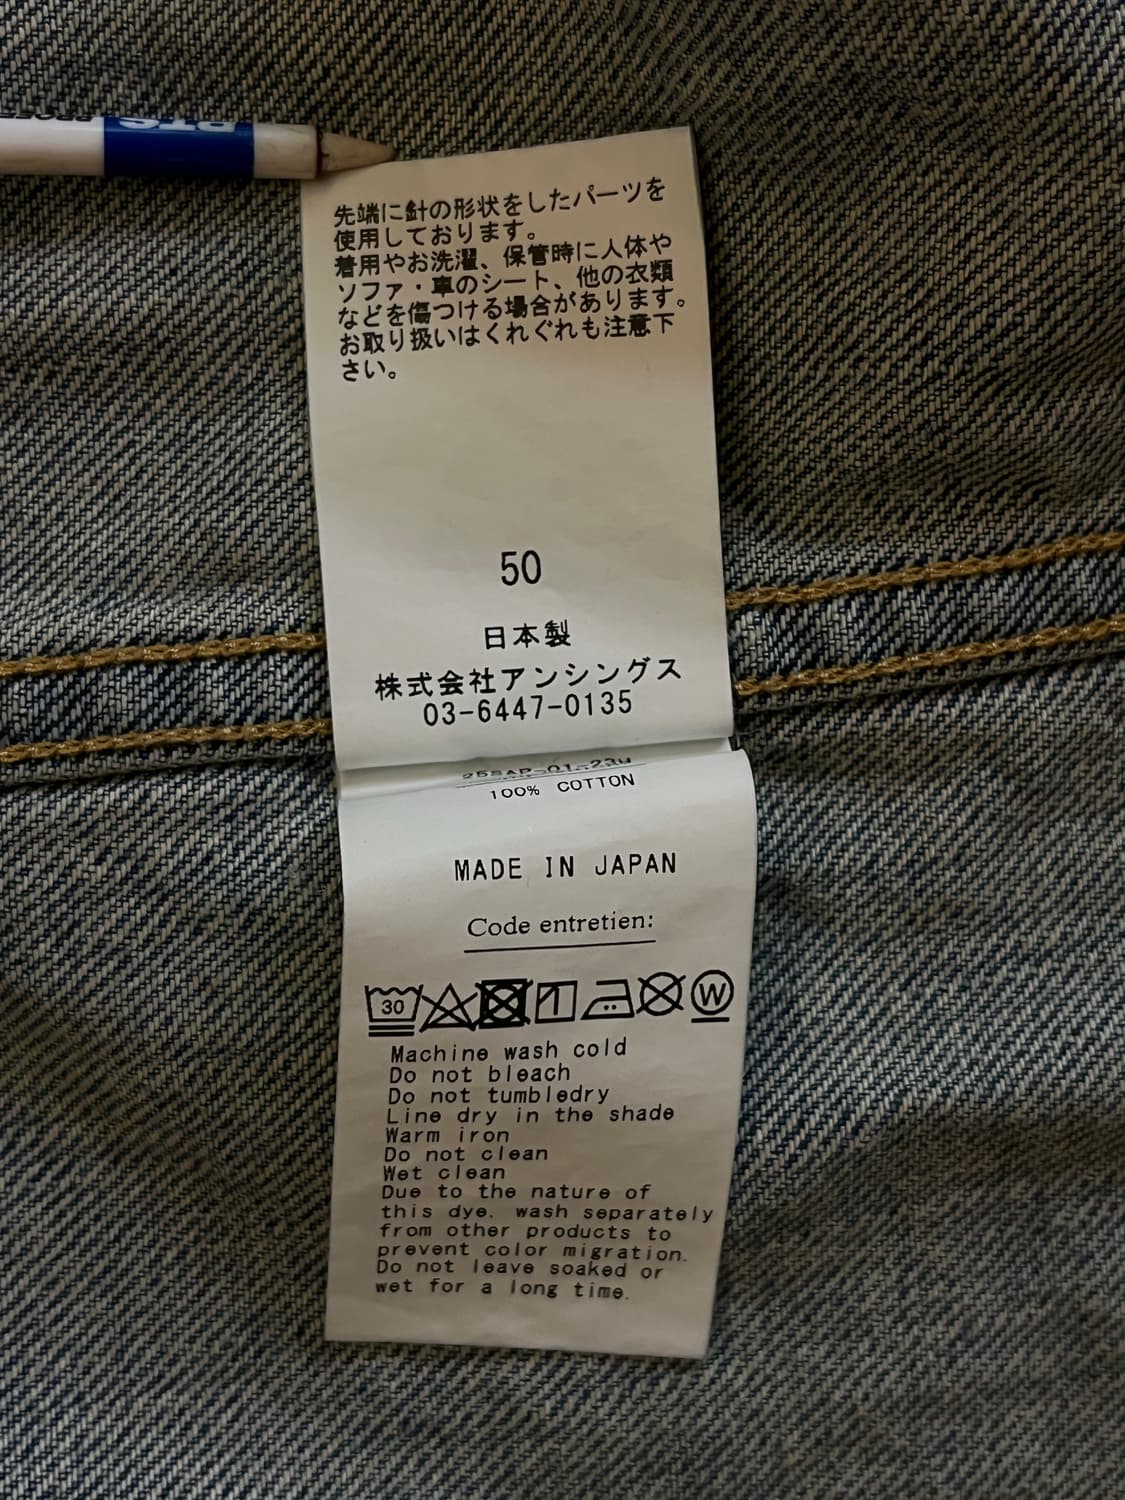 先端に針の形状をしたパーツを
使用しております。
着用やお洗濯、保管時に人体や
ソファ・車のシート、他の衣類
などを傷つける場合があります。
お取り扱いはくれぐれも注意下
さい。
50
日本製
株式会社アンシングス
03-6447-0135
100% COTTON
MADE IN JAPAN
Code entretien:
30 W
Machine wash cold
Do not bleach
Do not tumbledry
Line dry in the shade
Warm iron
Do not clean
Wet clean
Due to the nature of
this dye. wash separately
from other products to
prevent color migration.
Do not leave soaked or
wet for a long time.